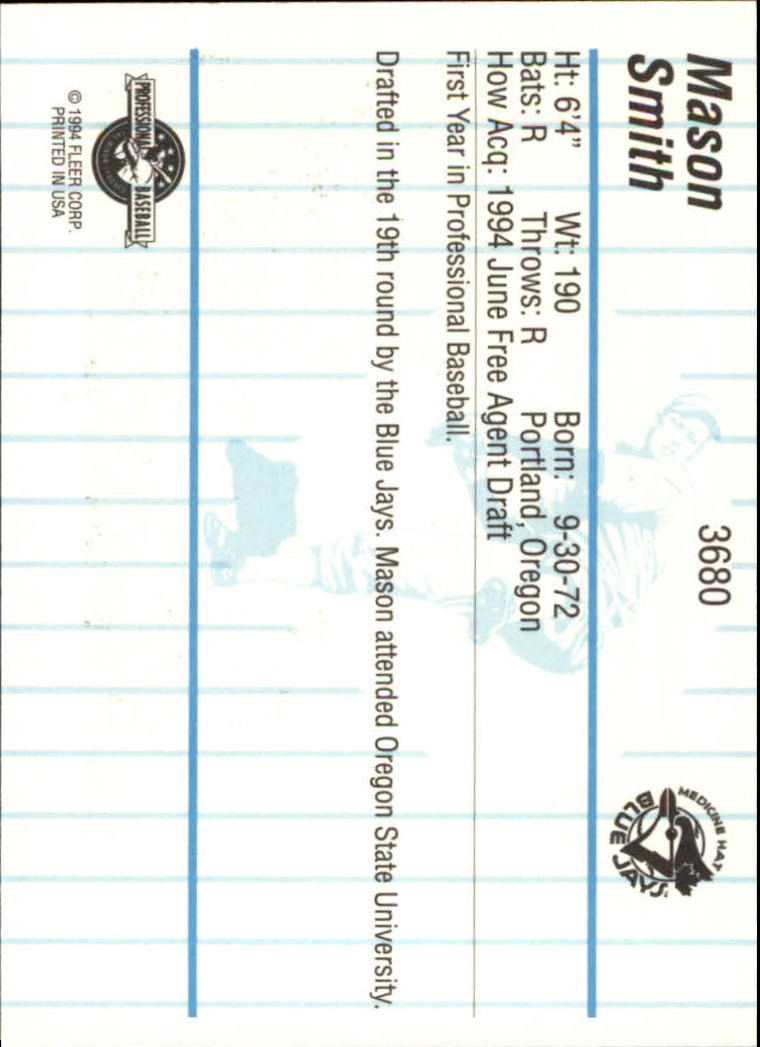 Mason
Smith
3680
MEDICINE HAT
BLUE JAYS
Ht: 6'4" Wt: 190 Born: 9-30-72
Bats: R Throws: R Portland, Oregon
How Acq: 1994 June Free Agent Draft
First Year in Professional Baseball.
Drafted in the 19th round by the Blue Jays. Mason attended Oregon State University.
PROFESSIONAL BASEBALL
© 1994 FLEER CORP.
PRINTED IN USA